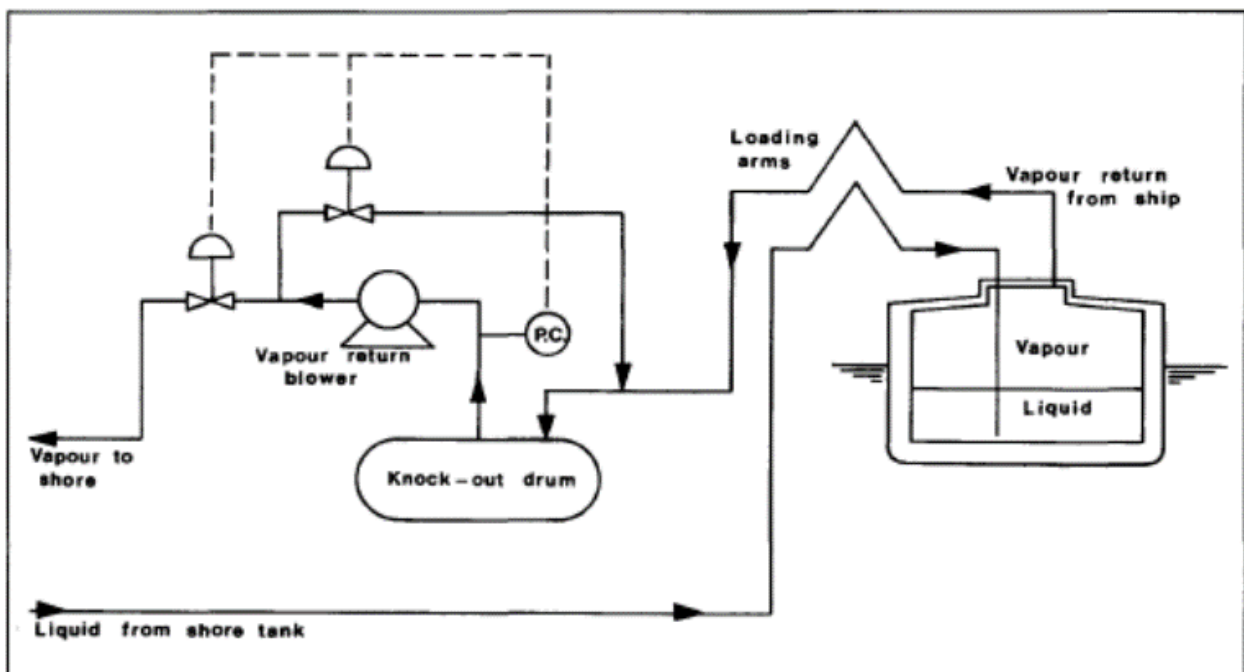 Loading
arms
Vapour return
from ship
P.C.
Vapour return
blower
Vapour
Liquid
Vapour to
shore
Knock-out drum
Liquid from shore tank